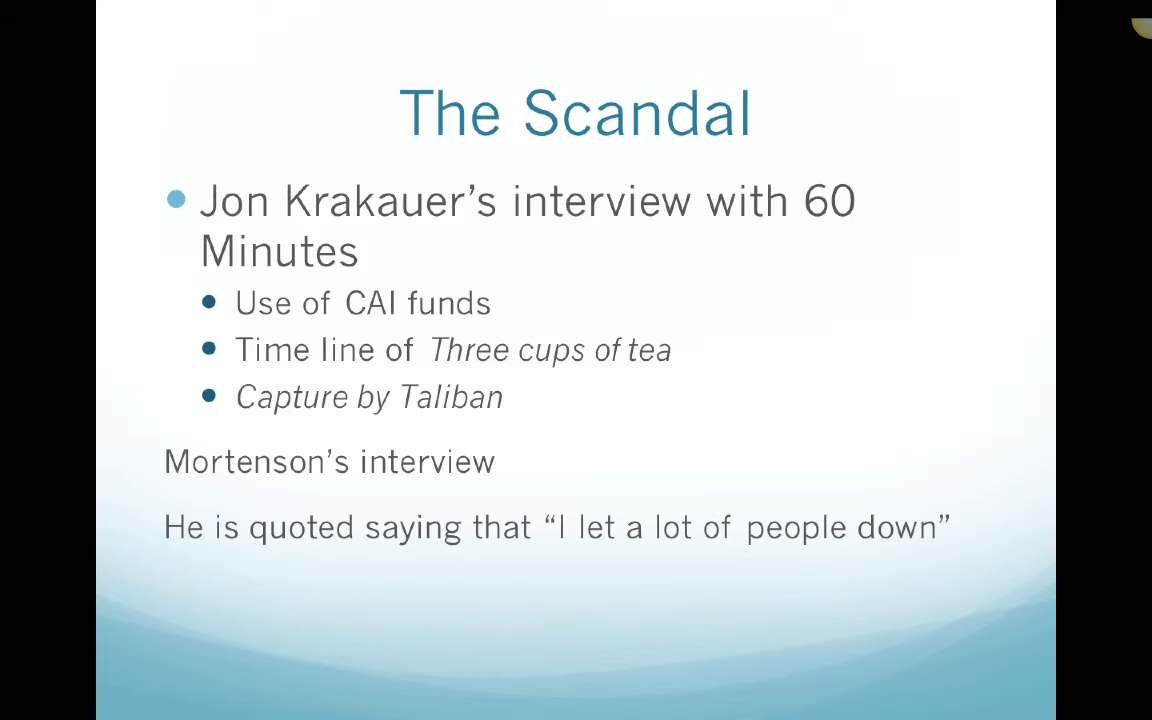 The Scandal
Jon Krakauer’s interview with 60
Minutes
Use of CAI funds
Time line of Three cups of tea
Capture by Taliban
Mortenson’s interview
He is quoted saying that “I let a lot of people down”